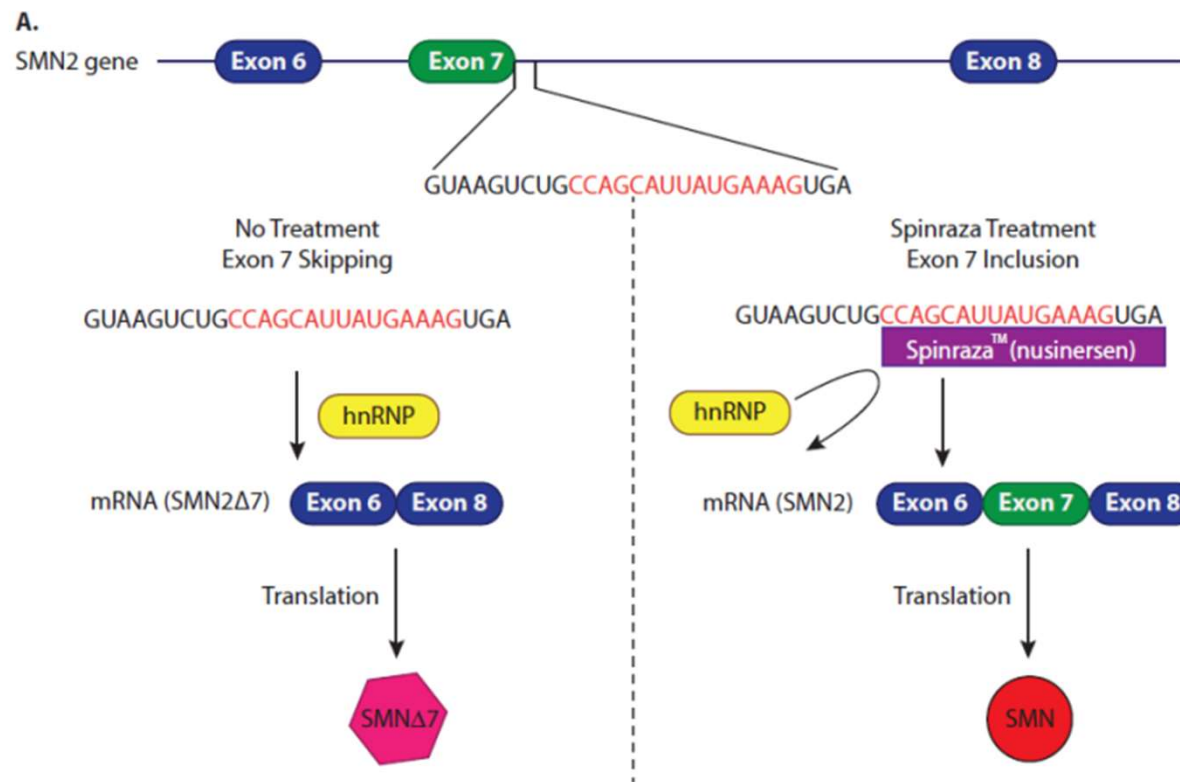 A.
SMN2 gene
Exon 6
Exon 7
Exon 8
GUAAGUCUGCCAGCAUUAUGAAAGUGA
No Treatment
Exon 7 Skipping
GUAAGUCUGCCAGCAUUAUGAAAGUGA
hnRNP
mRNA (SMN2Δ7)
Exon 6
Exon 8
Translation
SMNΔ7
Spinraza Treatment
Exon 7 Inclusion
GUAAGUCUGCCAGCAUUAUGAAAGUGA
Spinraza™ (nusinersen)
hnRNP
mRNA (SMN2)
Exon 6
Exon 7
Exon 8
Translation
SMN